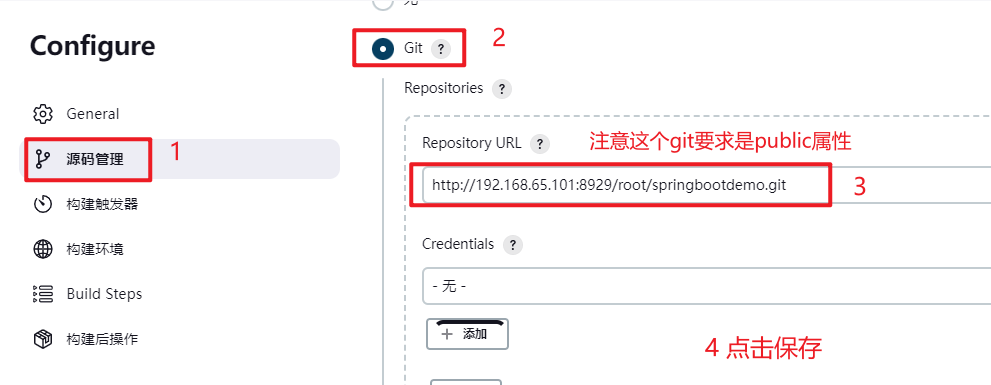 Configure
General
源码管理
1
构建触发器
构建环境
Build Steps
构建后操作
Git ?
2
Repositories ?
Repository URL ?
注意这个git要求是public属性
http://192.168.65.101:8929/root/springbootdemo.git
3
Credentials ?
- 无 -
+ 添加
4 点击保存